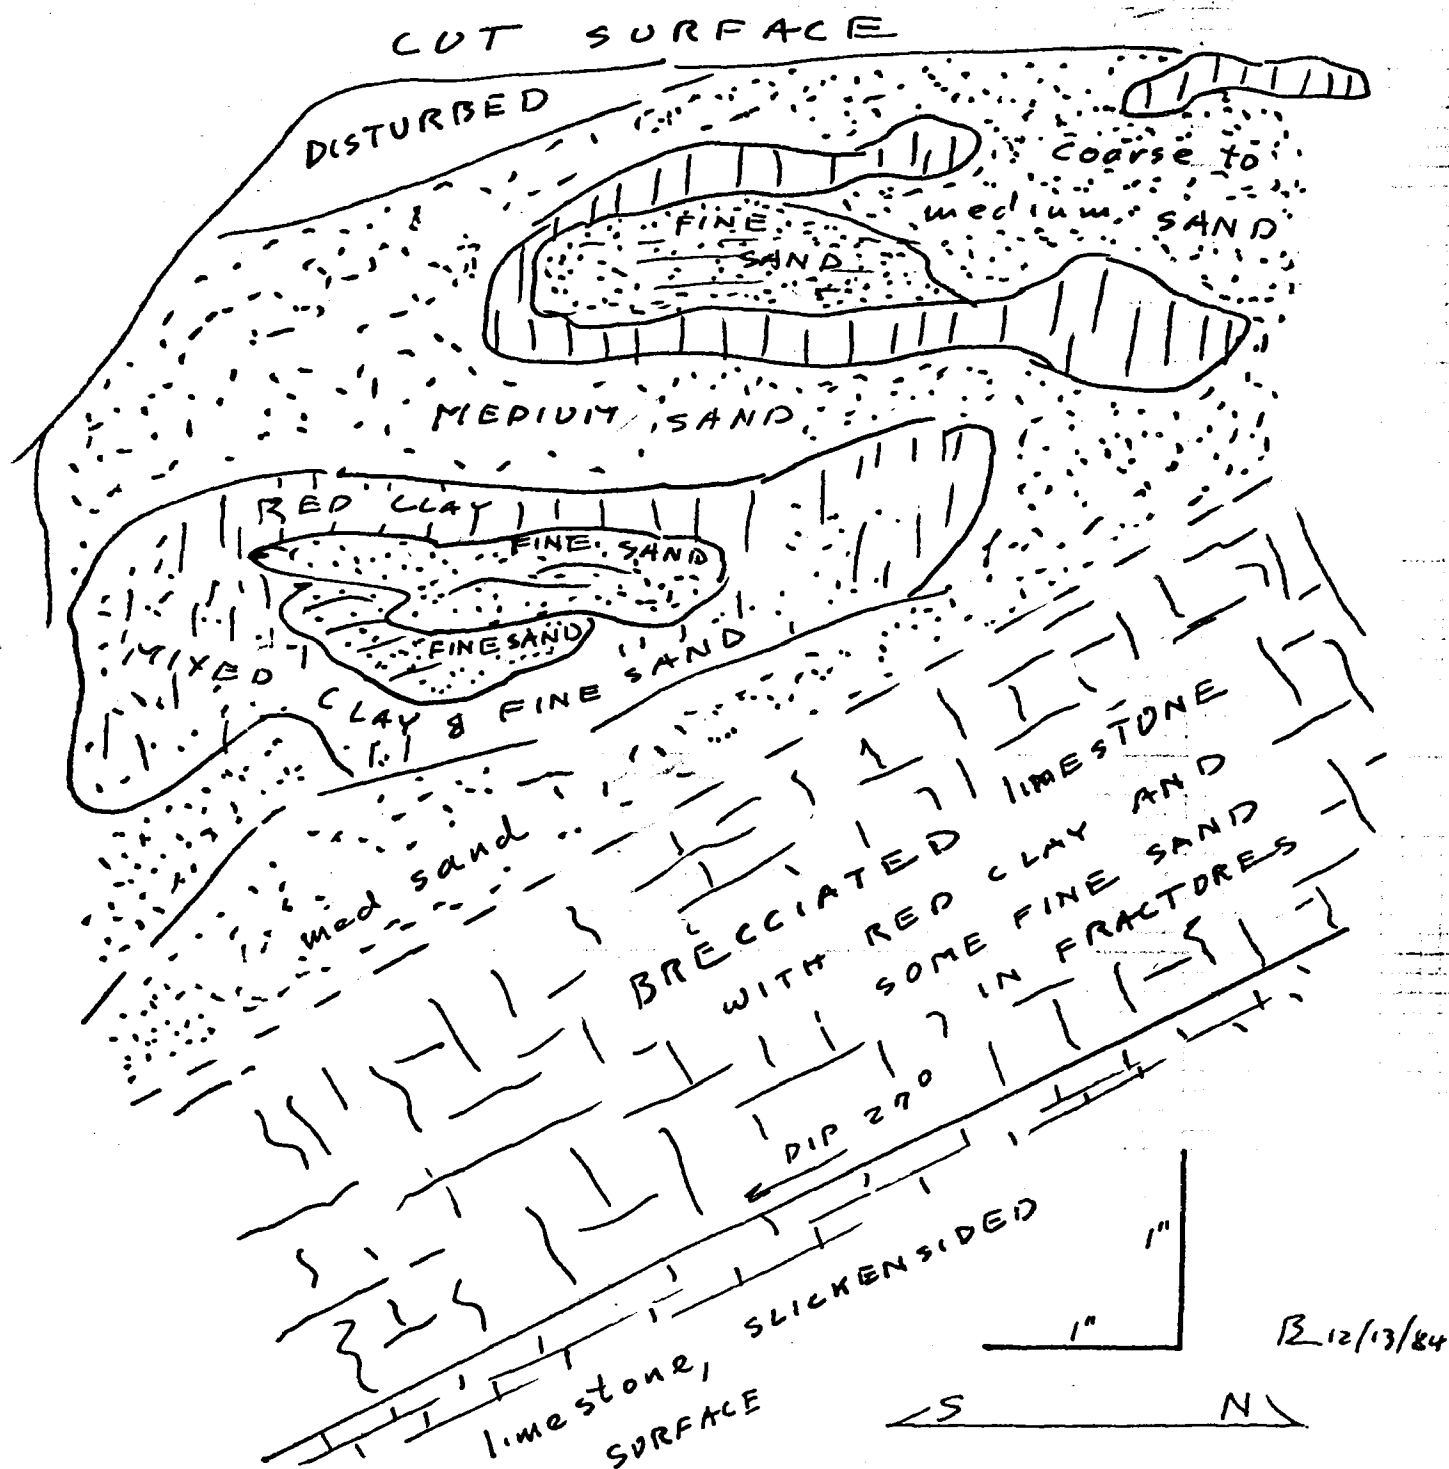 CUT SURFACE
DISTURBED
coarse to
medium SAND
FINE
SAND
MEDIUM SAND
RED CLAY
FINE SAND
FINE SAND
MIXED CLAY & FINE SAND
med sand
BRECCIATED limESTONE
WITH RED CLAY AND
SOME FINE SAND
IN FRACTURES
DIP 27°
limestone, SLICKENSIDED
SURFACE
1"
1"
12/13/84
S N